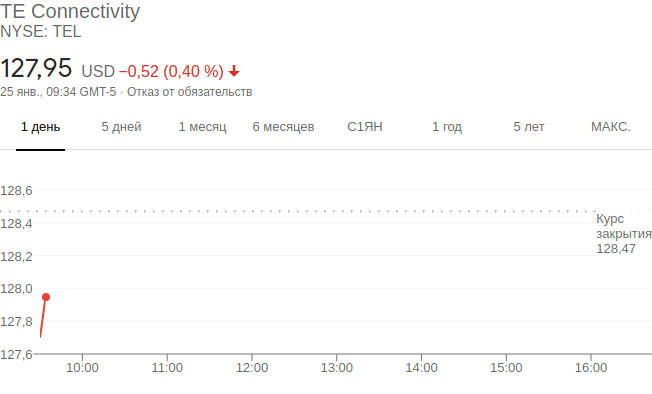 TE Connectivity
NYSE: TEL
127,95 USD −0,52 (0,40 %)
25 янв., 09:34 GMT-5 · Отказ от обязательств
1 день 5 дней 1 месяц 6 месяцев С1ЯН 1 год 5 лет МАКС.
128,6
128,4
128,2
128,0
127,8
127,6
Курс
закрытия
128,47
10:00 11:00 12:00 13:00 14:00 15:00 16:00